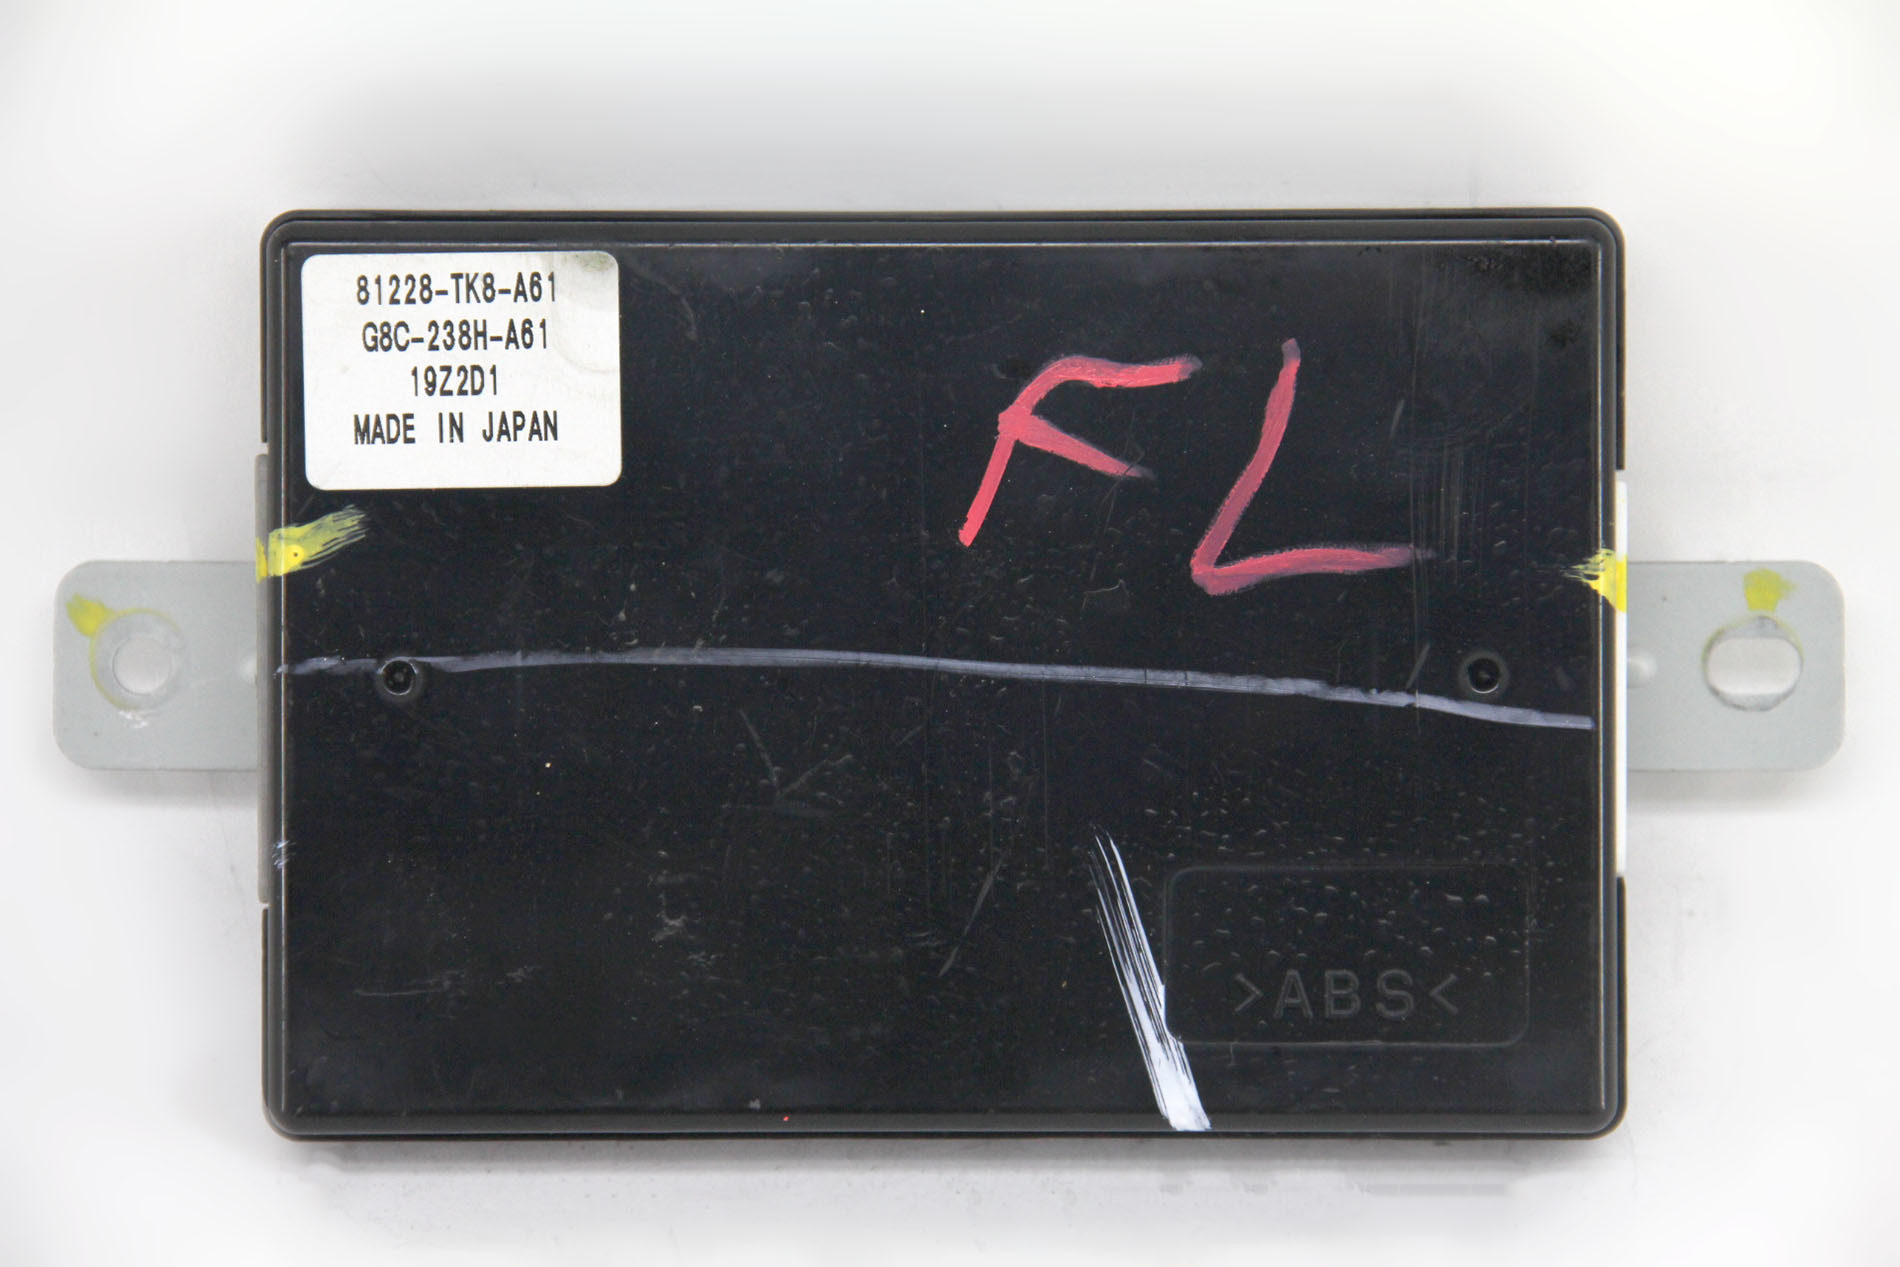 81228-TK8-A61
G8C-238H-A61
19Z2D1
MADE IN JAPAN
FL
>ABS<